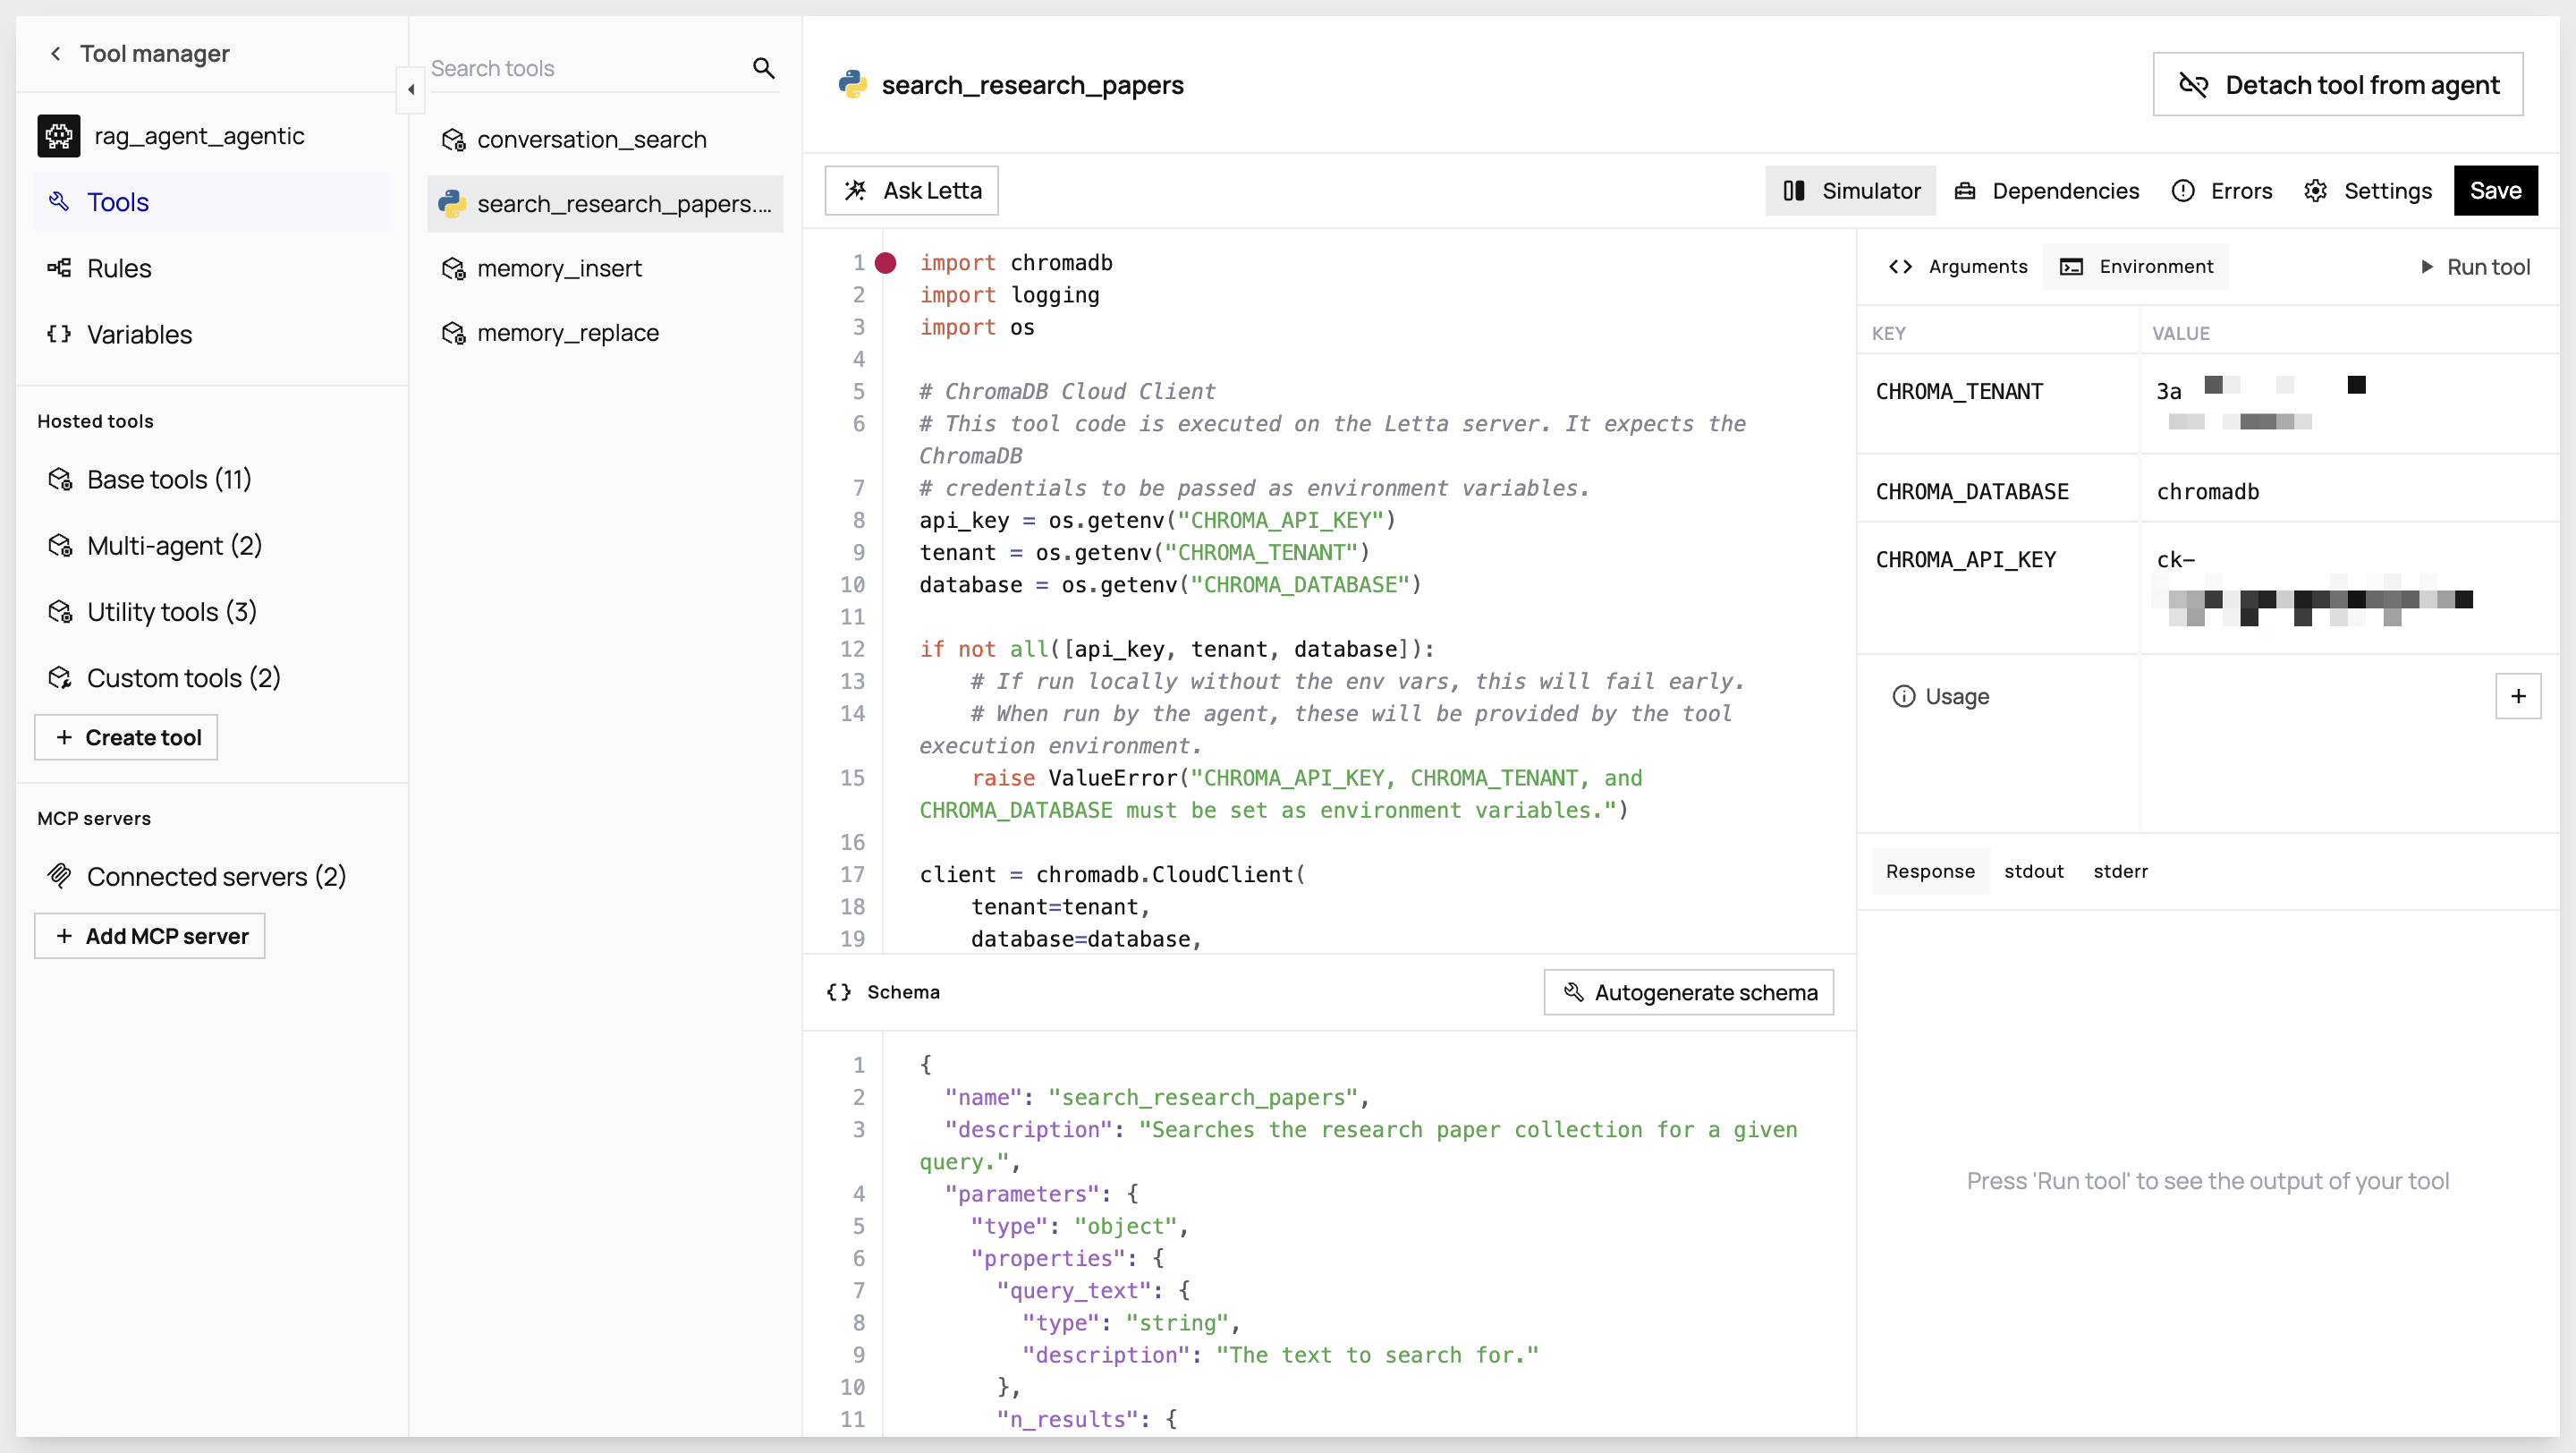 Tool manager
rag_agent_agentic
Tools
Rules
Variables
Hosted tools
Base tools (11)
Multi-agent (2)
Utility tools (3)
Custom tools (2)
+ Create tool
MCP servers
Connected servers (2)
+ Add MCP server
Search tools
conversation_search
search_research_papers....
memory_insert
memory_replace
search_research_papers
Detach tool from agent
Ask Letta
Simulator
Dependencies
Errors
Settings
Save
1 import chromadb
2 import logging
3 import os
4
5 # ChromaDB Cloud Client
6 # This tool code is executed on the Letta server. It expects the
ChromaDB
7 # credentials to be passed as environment variables.
8 api_key = os.getenv("CHROMA_API_KEY")
9 tenant = os.getenv("CHROMA_TENANT")
10 database = os.getenv("CHROMA_DATABASE")
11
12 if not all([api_key, tenant, database]):
13     # If run locally without the env vars, this will fail early.
14     # When run by the agent, these will be provided by the tool
execution environment.
15     raise ValueError("CHROMA_API_KEY, CHROMA_TENANT, and
CHROMA_DATABASE must be set as environment variables.")
16
17 client = chromadb.CloudClient(
18     tenant=tenant,
19     database=database,
{} Schema
Autogenerate schema
1 {
2   "name": "search_research_papers",
3   "description": "Searches the research paper collection for a given
query.",
4   "parameters": {
5     "type": "object",
6     "properties": {
7       "query_text": {
8         "type": "string",
9         "description": "The text to search for."
10       },
11       "n_results": {
Arguments
Environment
Run tool
KEY VALUE
CHROMA_TENANT 3a
CHROMA_DATABASE chromadb
CHROMA_API_KEY ck-
Usage
+
Response stdout stderr
Press 'Run tool' to see the output of your tool